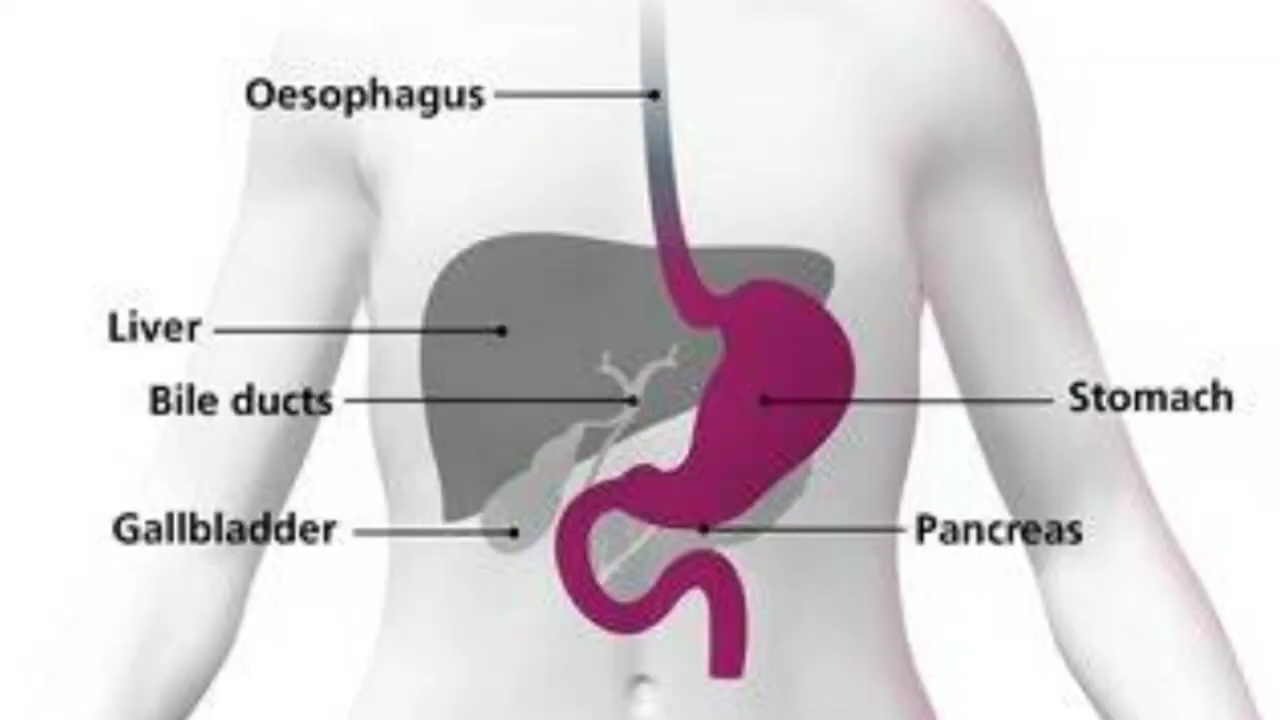 Oesophagus
Liver
Bile ducts
Stomach
Gallbladder
Pancreas